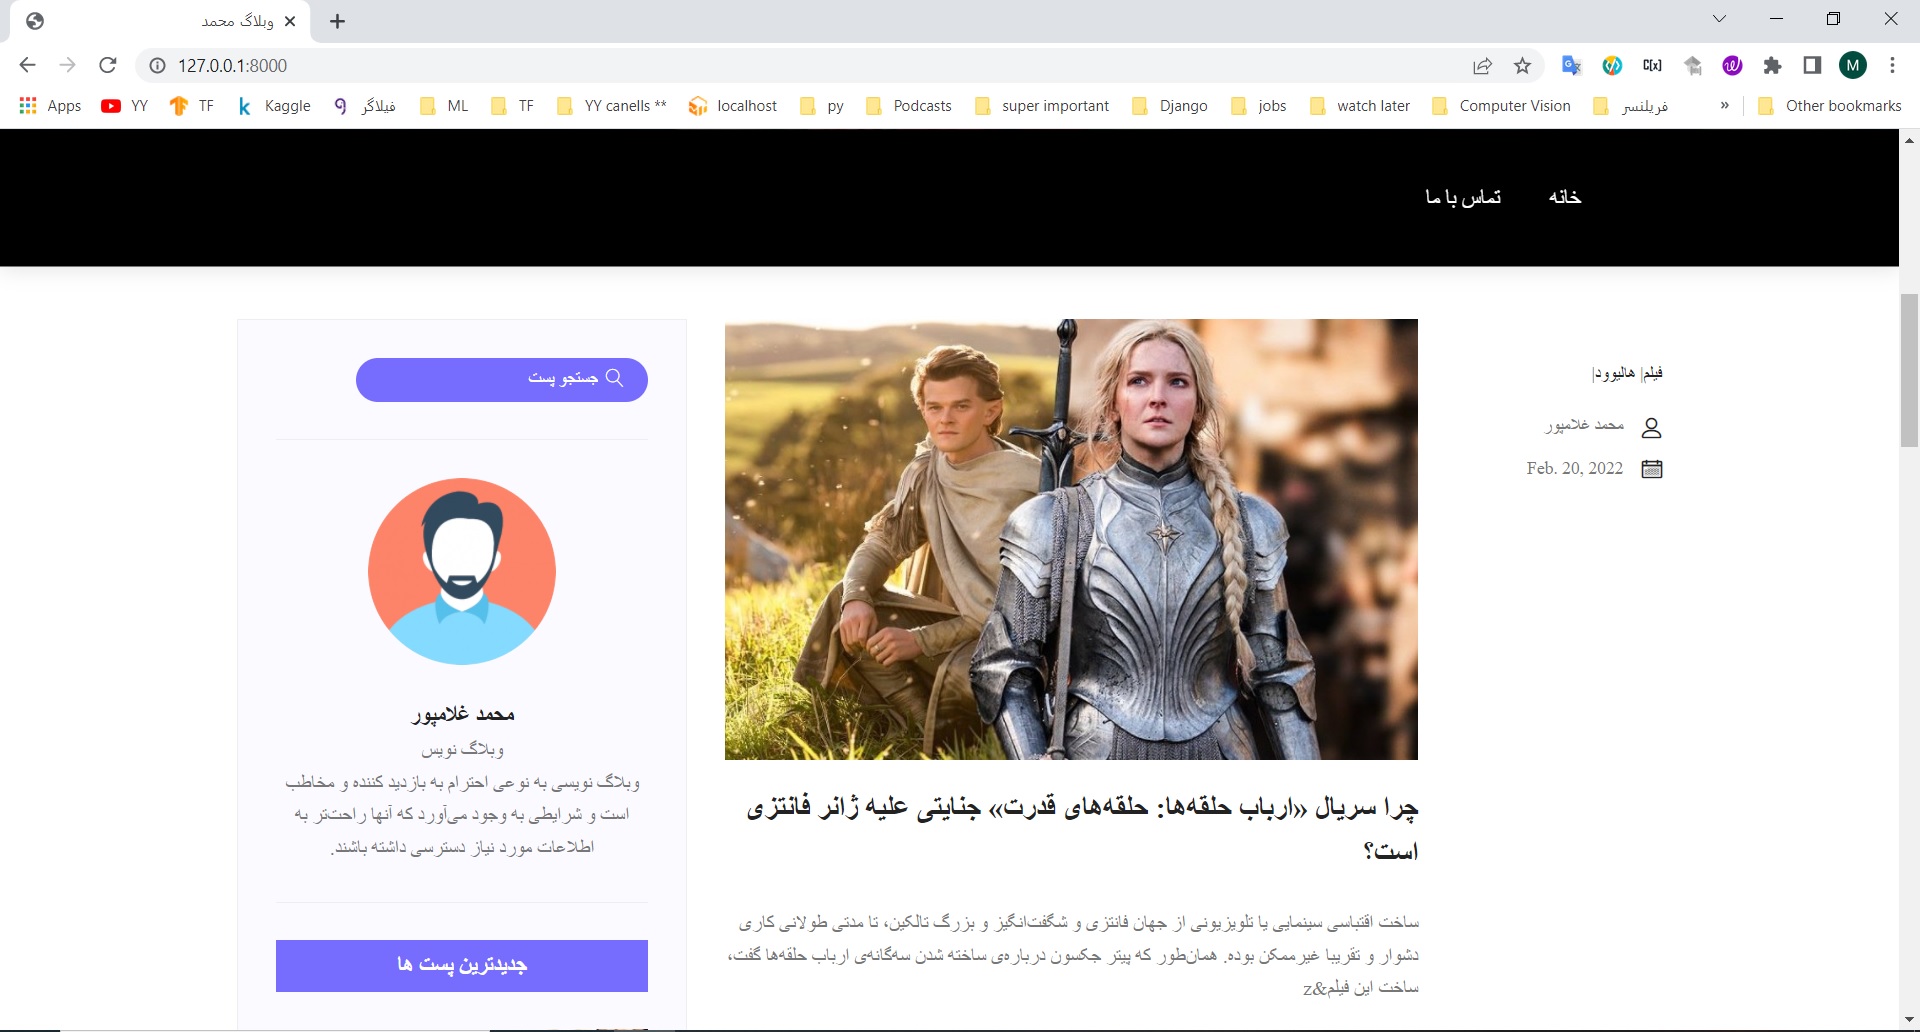 وبلاگ محمد
127.0.0.1:8000
Apps
YY
TF
Kaggle
فیلاگر
ML
TF
YY canells **
localhost
py
Podcasts
super important
Django
jobs
watch later
Computer Vision
فریلنسر
»
Other bookmarks
C[x]
M
خانه
تماس با ما
فیلم| هالیوود|
محمد غلامپور
Feb. 20, 2022
چرا سریال «ارباب حلقه‌ها: حلقه‌های قدرت» جنایتی علیه ژانر فانتزی
است؟
ساخت اقتباسی سینمایی یا تلویزیونی از جهان فانتزی و شگفت‌انگیز و بزرگ تالکین، تا مدتی طولانی کاری
دشوار و تقریبا غیرممکن بوده. همان‌طور که پیتر جکسون درباره‌ی ساخته شدن سه‌گانه‌ی ارباب حلقه‌ها گفت،
ساخت این فیلم&z
جستجو پست
محمد غلامپور
وبلاگ نویس
وبلاگ نویسی به نوعی احترام به بازدید کننده و مخاطب
است و شرایطی به وجود می‌آورد که آنها راحت‌تر به
اطلاعات مورد نیاز دسترسی داشته باشند.
جدیدترین پست ها